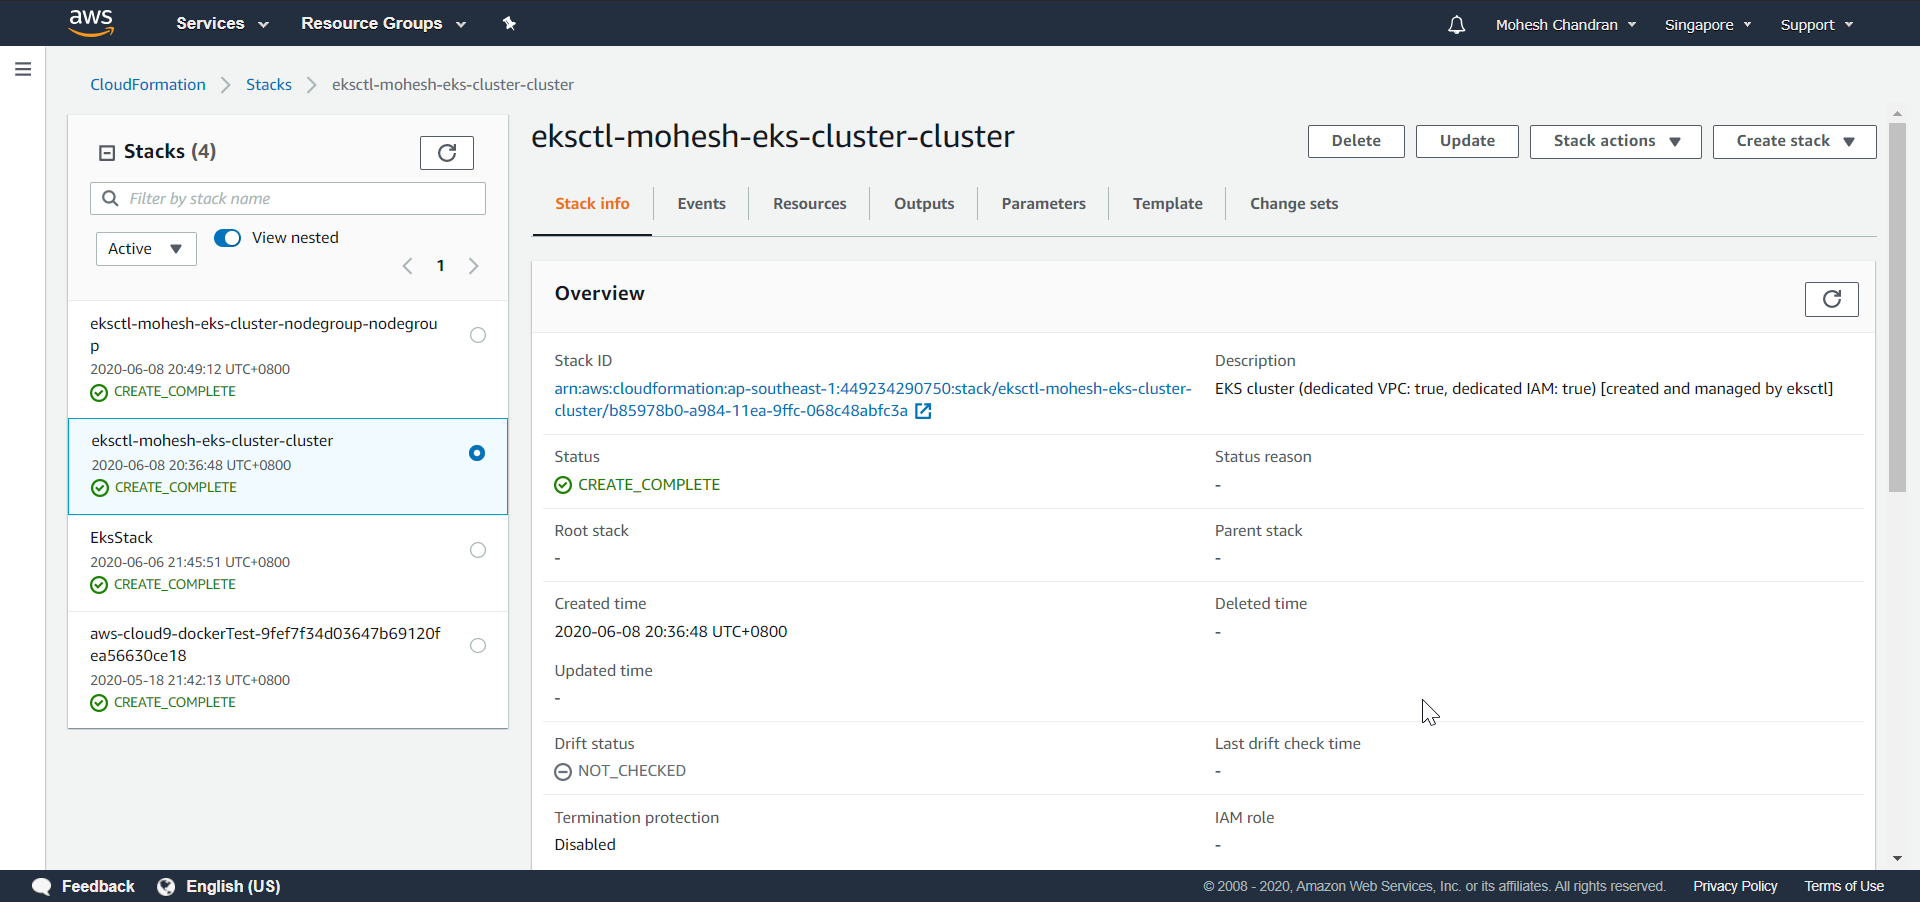 aws
Services
Resource Groups
Mohesh Chandran
Singapore
Support
CloudFormation
Stacks
eksctl-mohesh-eks-cluster-cluster
Stacks (4)
Filter by stack name
Active
View nested
1
eksctl-mohesh-eks-cluster-nodegroup-nodegrou
p
2020-06-08 20:49:12 UTC+0800
CREATE_COMPLETE
eksctl-mohesh-eks-cluster-cluster
2020-06-08 20:36:48 UTC+0800
CREATE_COMPLETE
EksStack
2020-06-06 21:45:51 UTC+0800
CREATE_COMPLETE
aws-cloud9-dockerTest-9fef7f34d03647b69120f
ea56630ce18
2020-05-18 21:42:13 UTC+0800
CREATE_COMPLETE
eksctl-mohesh-eks-cluster-cluster
Delete
Update
Stack actions
Create stack
Stack info
Events
Resources
Outputs
Parameters
Template
Change sets
Overview
Stack ID
arn:aws:cloudformation:ap-southeast-1:449234290750:stack/eksctl-mohesh-eks-cluster-
cluster/b85978b0-a984-11ea-9ffc-068c48abfc3a
Description
EKS cluster (dedicated VPC: true, dedicated IAM: true) [created and managed by eksctl]
Status
CREATE_COMPLETE
Status reason
-
Root stack
-
Parent stack
-
Created time
2020-06-08 20:36:48 UTC+0800
Deleted time
-
Updated time
-
Drift status
NOT_CHECKED
Last drift check time
-
Termination protection
Disabled
IAM role
-
Feedback
English (US)
© 2008 - 2020, Amazon Web Services, Inc. or its affiliates. All rights reserved.
Privacy Policy
Terms of Use